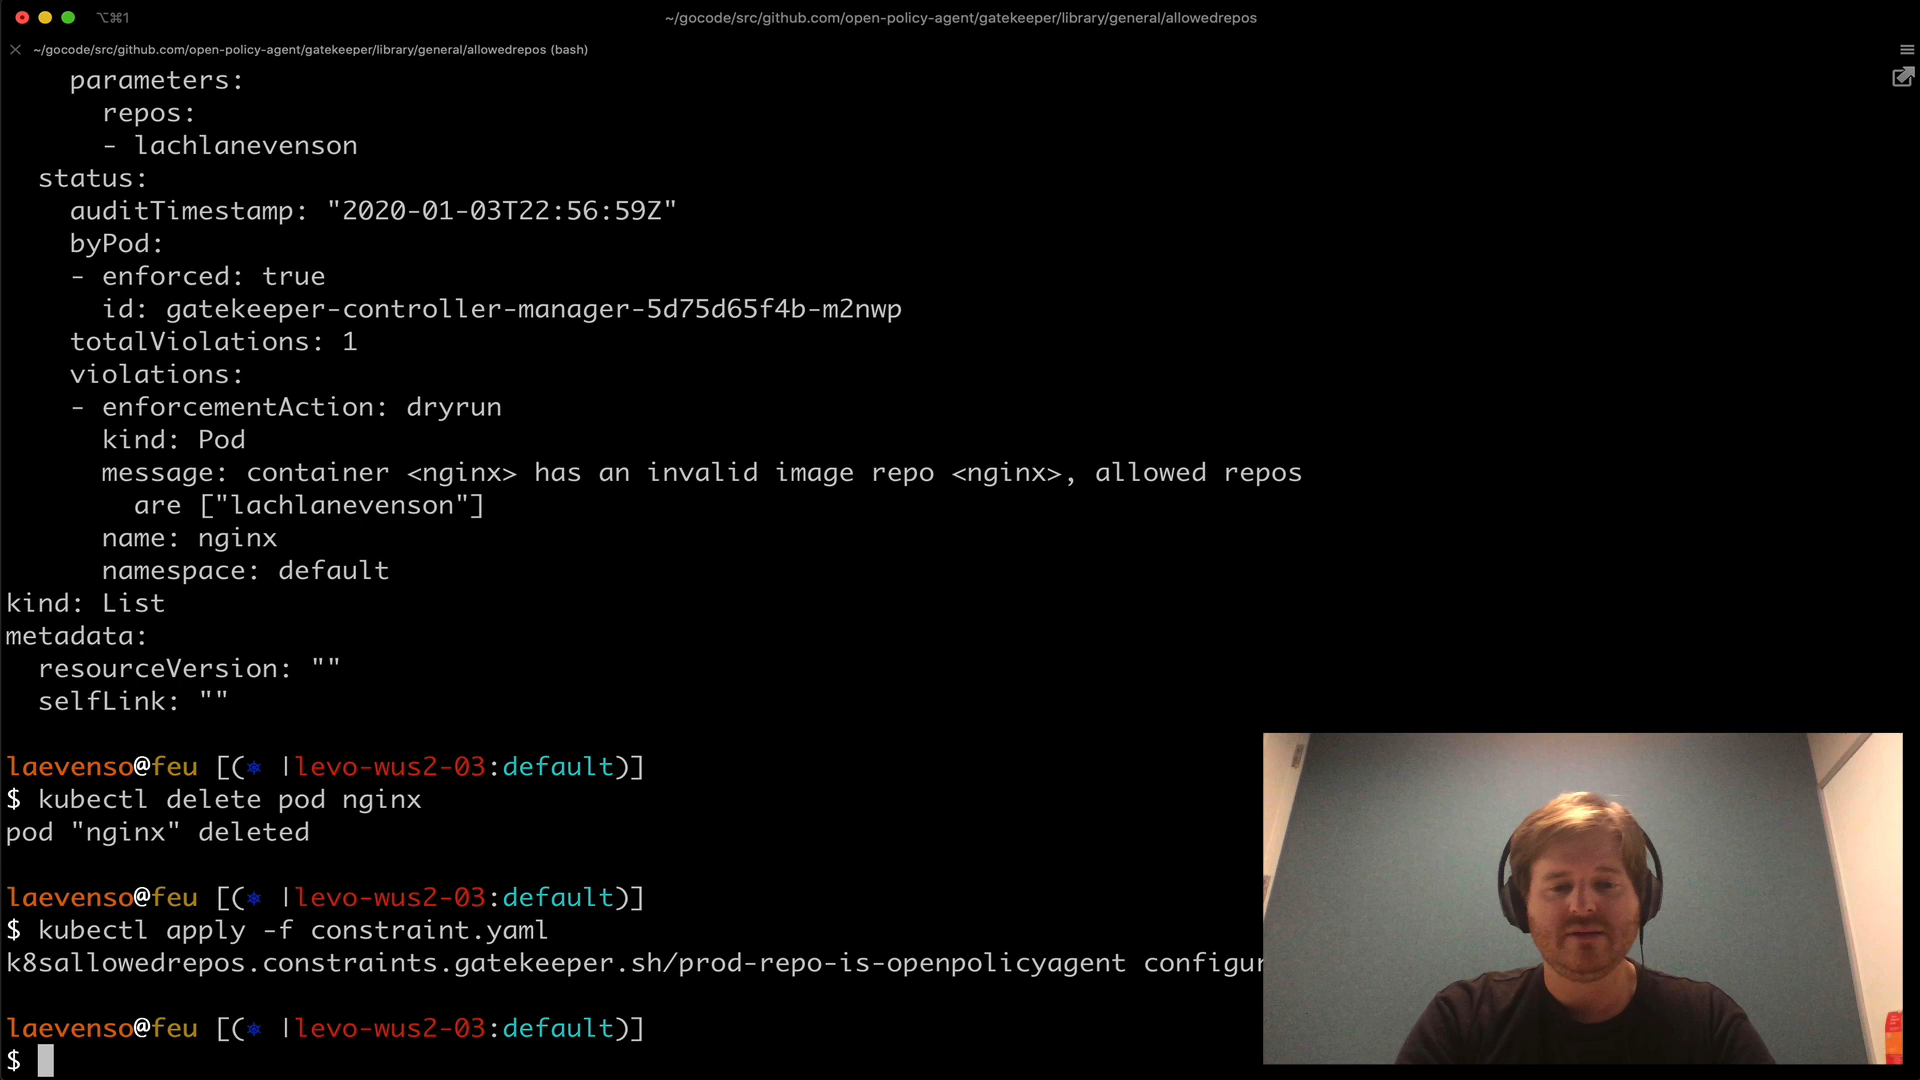 ⌥⌘1
~/gocode/src/github.com/open-policy-agent/gatekeeper/library/general/allowedrepos
~/gocode/src/github.com/open-policy-agent/gatekeeper/library/general/allowedrepos (bash)
parameters:
repos:
- lachlanevenson
status:
auditTimestamp: "2020-01-03T22:56:59Z"
byPod:
- enforced: true
id: gatekeeper-controller-manager-5d75d65f4b-m2nwp
totalViolations: 1
violations:
- enforcementAction: dryrun
kind: Pod
message: container <nginx> has an invalid image repo <nginx>, allowed repos
are ["lachlanevenson"]
name: nginx
namespace: default
kind: List
metadata:
resourceVersion: ""
selfLink: ""
laevenso@feu [(⎈ |levo-wus2-03:default)]
$ kubectl delete pod nginx
pod "nginx" deleted
laevenso@feu [(⎈ |levo-wus2-03:default)]
$ kubectl apply -f constraint.yaml
k8sallowedrepos.constraints.gatekeeper.sh/prod-repo-is-openpolicyagent configur
laevenso@feu [(⎈ |levo-wus2-03:default)]
$